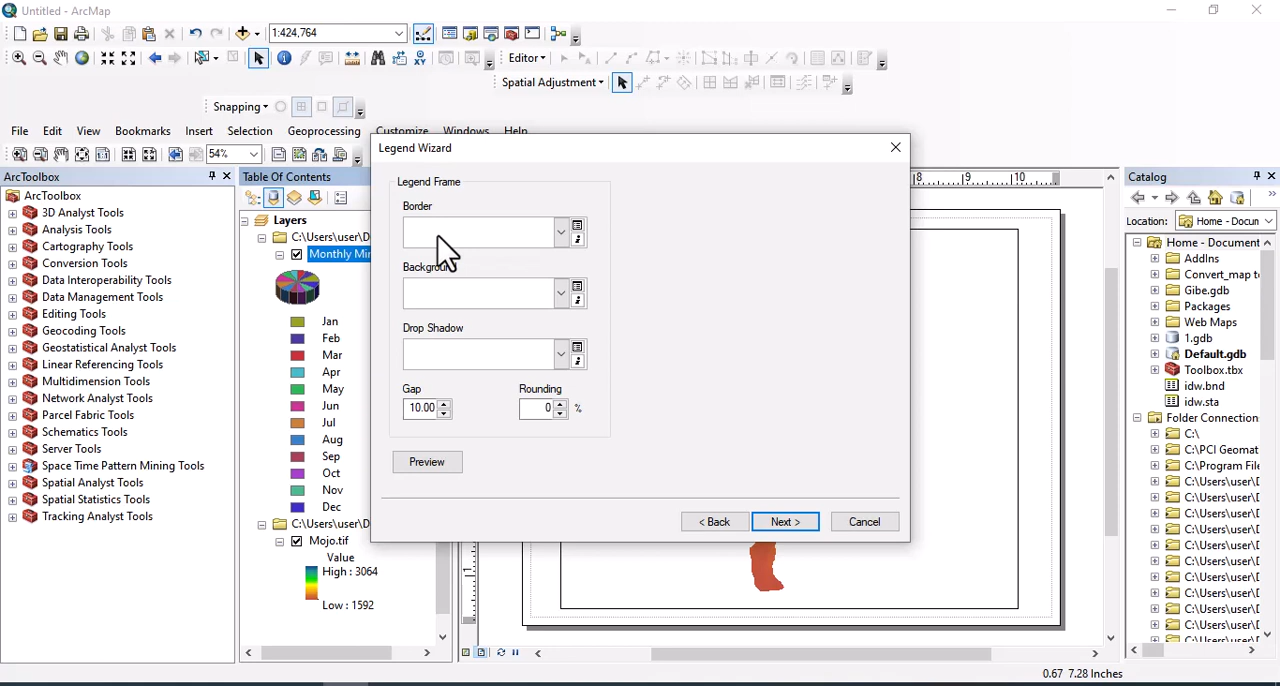 Untitled - ArcMap
1:424,764
Editor
Spatial Adjustment
Snapping
File Edit View Bookmarks Insert Selection Geoprocessing Customize Windows Help
54%
ArcToolbox
ArcToolbox
3D Analyst Tools
Analysis Tools
Cartography Tools
Conversion Tools
Data Interoperability Tools
Data Management Tools
Editing Tools
Geocoding Tools
Geostatistical Analyst Tools
Linear Referencing Tools
Multidimension Tools
Network Analyst Tools
Parcel Fabric Tools
Schematics Tools
Server Tools
Space Time Pattern Mining Tools
Spatial Analyst Tools
Spatial Statistics Tools
Tracking Analyst Tools
Table Of Contents
Layers
C:\Users\user\D
Monthly Mi
Jan
Feb
Mar
Apr
May
Jun
Jul
Aug
Sep
Oct
Nov
Dec
C:\Users\user\D
Mojo.tif
Value
High : 3064
Low : 1592
Legend Wizard
Legend Frame
Border
Background
Drop Shadow
Gap
Rounding
10.00
0 %
Preview
< Back
Next >
Cancel
8 9 10
1
Catalog
Location: Home - Docum
Home - Document
AddIns
Convert_map t
Gibe.gdb
Packages
Web Maps
1.gdb
Default.gdb
Toolbox.tbx
idw.bnd
idw.sta
Folder Connection
C:\
C:\PCI Geomat
C:\Program File
C:\Users\user\D
C:\Users\user\D
C:\Users\user\D
C:\Users\user\D
C:\Users\user\D
C:\Users\user\D
C:\Users\user\D
C:\Users\user\D
C:\Users\user\D
C:\Users\user\D
0.67 7.28 Inches